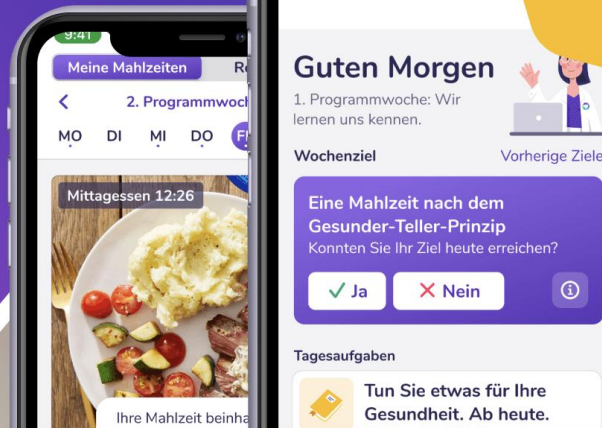 9:41
Meine Mahlzeiten
2. Programmwoch
MO DI MI DO
Mittagessen 12:26
Ihre Mahlzeit beinha
Guten Morgen
1. Programmwoche: Wir
lernen uns kennen.
Wochenziel Vorherige Ziele
Eine Mahlzeit nach dem
Gesunder-Teller-Prinzip
Konnten Sie Ihr Ziel heute erreichen?
Ja Nein
Tagesaufgaben
Tun Sie etwas für Ihre
Gesundheit. Ab heute.